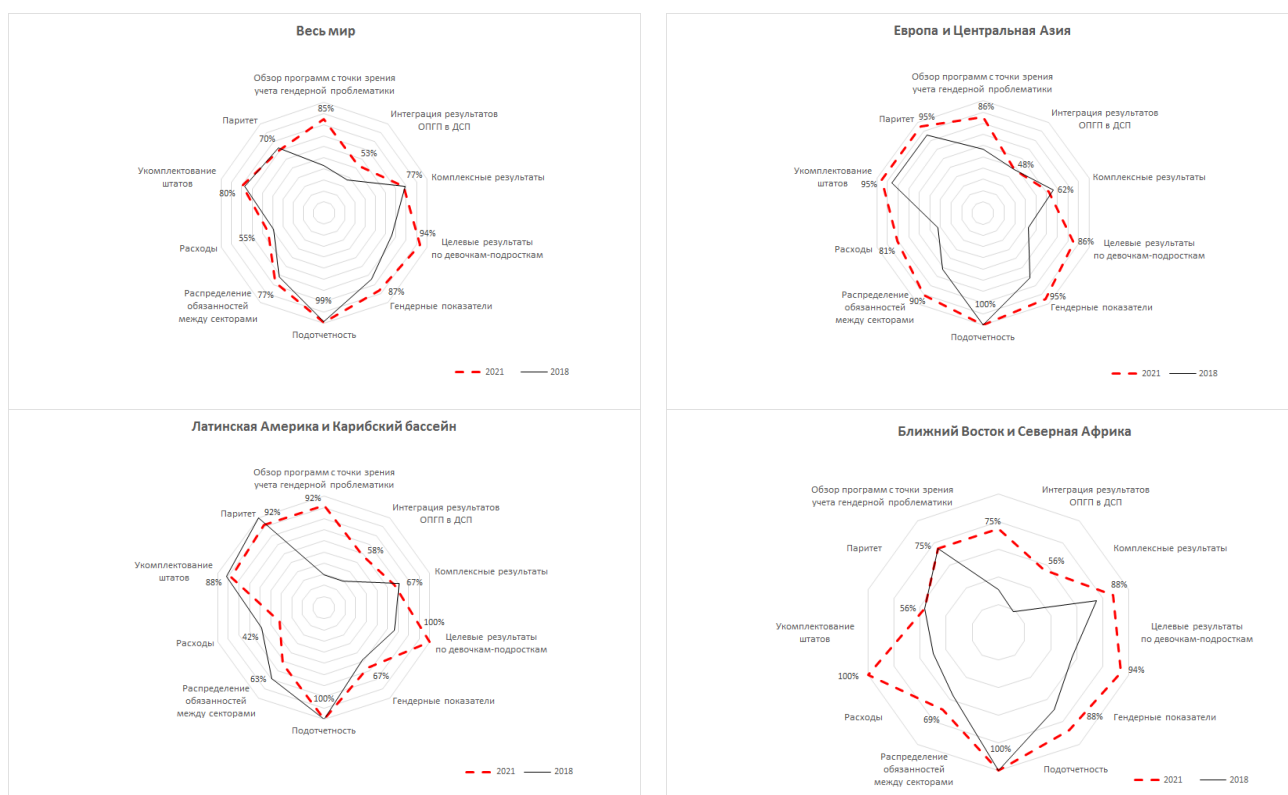 Весь мир
Обзор программ с точки зрения
учета гендерной проблематики
85%
Интеграция результатов
ОПГП в ДСП
53%
Комплексные результаты
77%
Целевые результаты
по девочкам-подросткам
94%
Гендерные показатели
87%
Подотчетность
99%
Распределение
обязанностей
между секторами
77%
Расходы
55%
Укомплектование
штатов
80%
Паритет
70%
2021
2018
Европа и Центральная Азия
Обзор программ с точки зрения
учета гендерной проблематики
86%
Интеграция результатов
ОПГП в ДСП
48%
Комплексные результаты
62%
Целевые результаты
по девочкам-подросткам
86%
Гендерные показатели
95%
Подотчетность
100%
Распределение
обязанностей
между секторами
90%
Расходы
81%
Укомплектование
штатов
95%
Паритет
95%
2021
2018
Латинская Америка и Карибский бассейн
Обзор программ с точки зрения
учета гендерной проблематики
92%
Интеграция результатов
ОПГП в ДСП
58%
Комплексные результаты
67%
Целевые результаты
по девочкам-подросткам
100%
Гендерные показатели
67%
Подотчетность
100%
Распределение
обязанностей
между секторами
63%
Расходы
42%
Укомплектование
штатов
88%
Паритет
92%
2021
2018
Ближний Восток и Северная Африка
Обзор программ с точки зрения
учета гендерной проблематики
75%
Интеграция результатов
ОПГП в ДСП
56%
Комплексные результаты
88%
Целевые результаты
по девочкам-подросткам
94%
Гендерные показатели
88%
Подотчетность
100%
Распределение
обязанностей
между секторами
69%
Расходы
100%
Укомплектование
штатов
56%
Паритет
75%
2021
2018